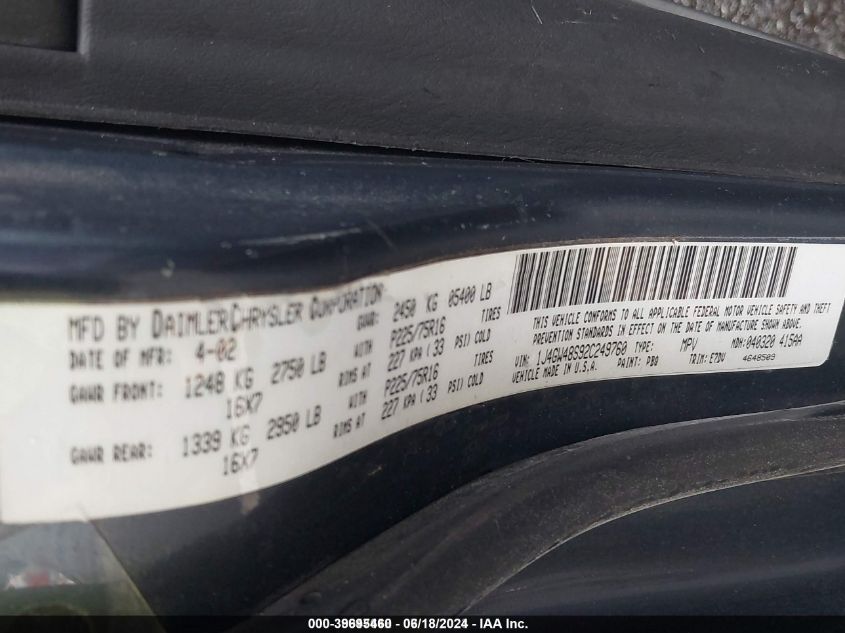 MFD BY DAIMLERCHRYSLER CORPORATION
DATE OF MFR: 4-02 GVWR: 2450 KG 05400 LB
GAWR FRONT: 1248 KG 2750 LB WITH P225/75R16 TIRES
16X7 RIMS AT 227 KPA ( 33 PSI) COLD
GAWR REAR: 1339 KG 2950 LB WITH P225/75R16 TIRES
16X7 RIMS AT 227 KPA ( 33 PSI) COLD
THIS VEHICLE CONFORMS TO ALL APPLICABLE FEDERAL MOTOR VEHICLE SAFETY AND THEFT
PREVENTION STANDARDS IN EFFECT ON THE DATE OF MANUFACTURE SHOWN ABOVE.
VIN: 1J4GW48S92C249760 TYPE: MPV MDH: 040320 415AA
VEHICLE MADE IN U.S.A. PAINT: PBQ TRIM: E7DV 4648509
000-39695460 - 06/18/2024 - IAA Inc.